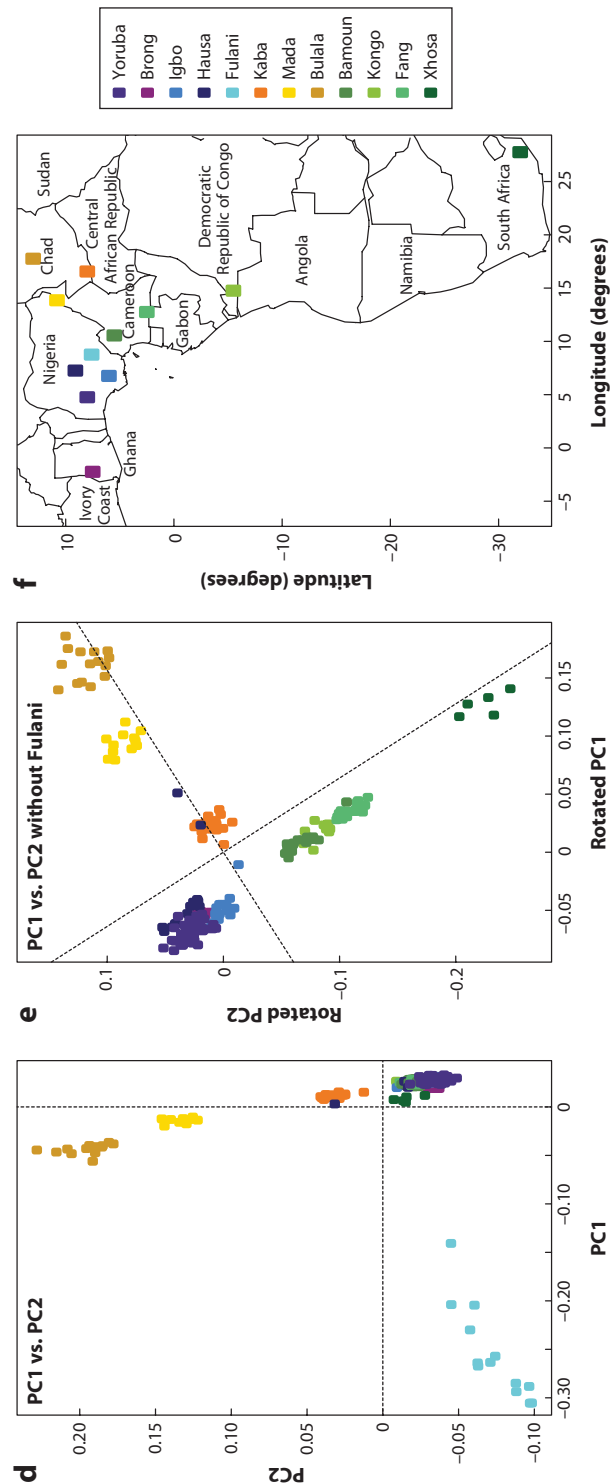 d
PC1 vs. PC2
PC2
0.20
0.15
0.10
0.05
0
−0.05
−0.10
−0.30
−0.20
−0.10
0
PC1
e
PC1 vs. PC2 without Fulani
Rotated PC2
0.1
0
−0.1
−0.2
−0.05
0
0.05
0.10
0.15
Rotated PC1
f
Latitude (degrees)
10
0
−10
−20
−30
−5
0
5
10
15
20
25
Longitude (degrees)
Ivory
Coast
Ghana
Nigeria
Cameroon
Gabon
Chad
Central
African Republic
Sudan
Democratic
Republic of Congo
Angola
Namibia
South Africa
Yoruba
Brong
Igbo
Hausa
Fulani
Kaba
Mada
Bulala
Bamoun
Kongo
Fang
Xhosa